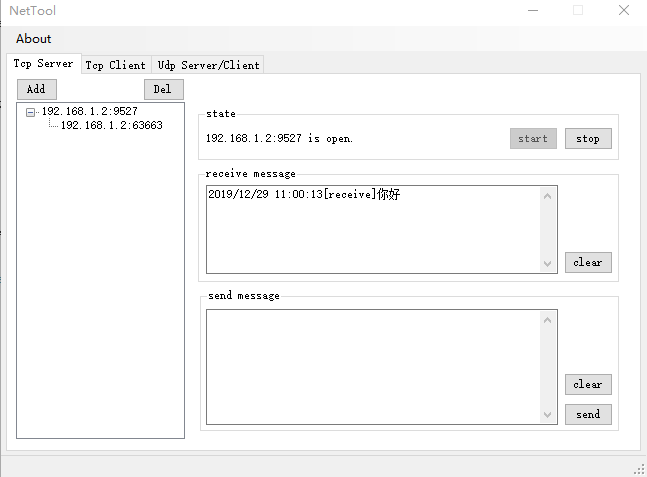 NetTool
About
Tcp Server
Tcp Client
Udp Server/Client
Add
Del
192.168.1.2:9527
192.168.1.2:63663
state
192.168.1.2:9527 is open.
start
stop
receive message
2019/12/29 11:00:13[receive]你好
clear
send message
clear
send